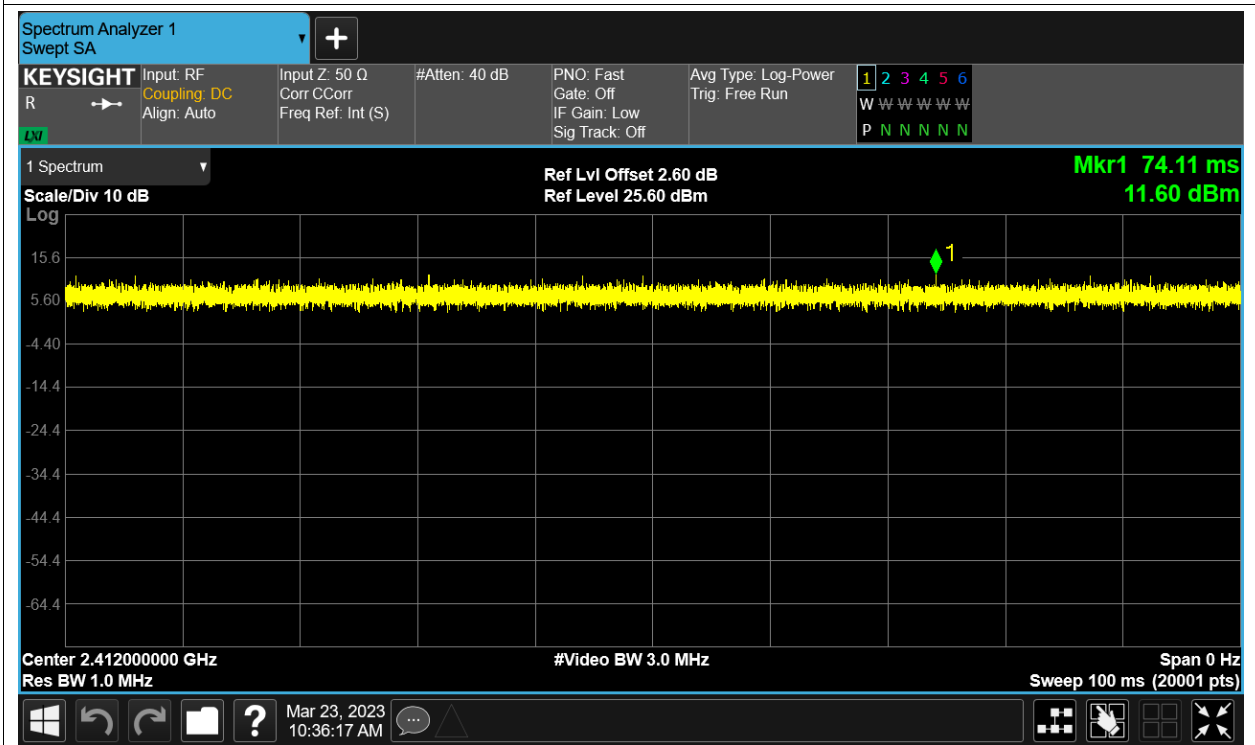 Spectrum Analyzer 1
Swept SA
KEYSIGHT
R
LXI
Input: RF
Coupling: DC
Align: Auto
Input Z: 50 Ω
Corr CCorr
Freq Ref: Int (S)
#Atten: 40 dB
PNO: Fast
Gate: Off
IF Gain: Low
Sig Track: Off
Avg Type: Log-Power
Trig: Free Run
1 2 3 4 5 6
W W W W W W
P N N N N N
1 Spectrum
Scale/Div 10 dB
Ref Lvl Offset 2.60 dB
Ref Level 25.60 dBm
Mkr1 74.11 ms
11.60 dBm
Log
1
15.6
5.60
-4.40
-14.4
-24.4
-34.4
-44.4
-54.4
-64.4
Center 2.412000000 GHz
Res BW 1.0 MHz
#Video BW 3.0 MHz
Span 0 Hz
Sweep 100 ms (20001 pts)
?
Mar 23, 2023
10:36:17 AM